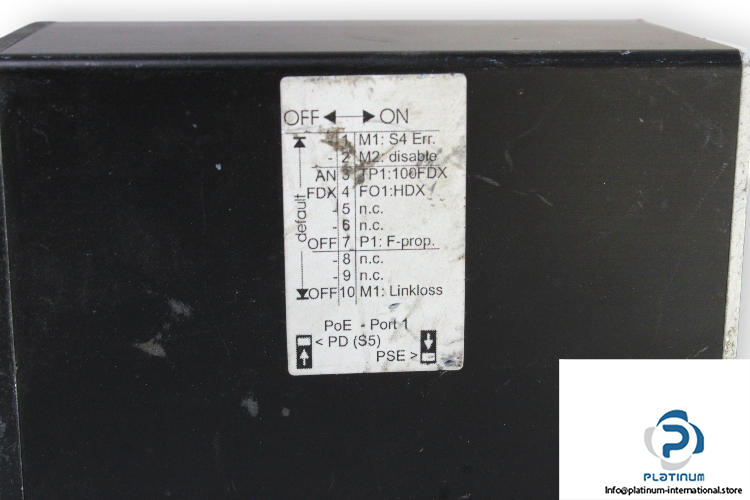 OFF ◄─► ON
- 1 M1: S4 Err.
- 2 M2: disable
AN 3 TP1:100FDX
FDX 4 FO1:HDX
- 5 n.c.
- 6 n.c.
OFF 7 P1: F-prop.
- 8 n.c.
- 9 n.c.
OFF 10 M1: Linkloss
default
PoE - Port 1
< PD (S5)
PSE >
PLATINUM
Info@platinum-international.store